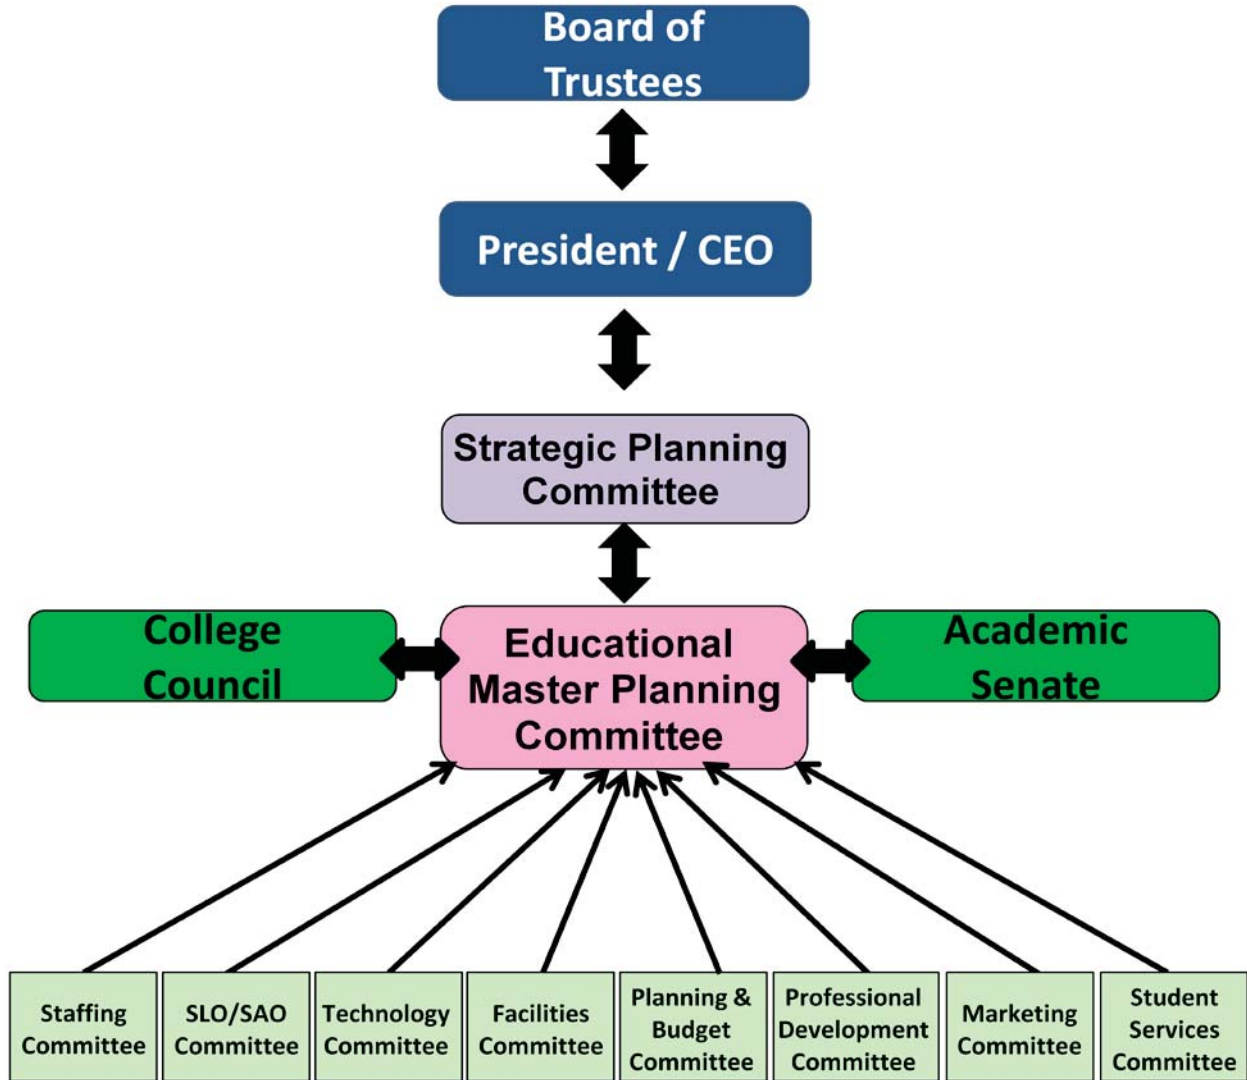 Board of
Trustees
President / CEO
Strategic Planning
Committee
College
Council
Educational
Master Planning
Committee
Academic
Senate
Staffing
Committee
SLO/SAO
Committee
Technology
Committee
Facilities
Committee
Planning &
Budget
Committee
Professional
Development
Committee
Marketing
Committee
Student
Services
Committee